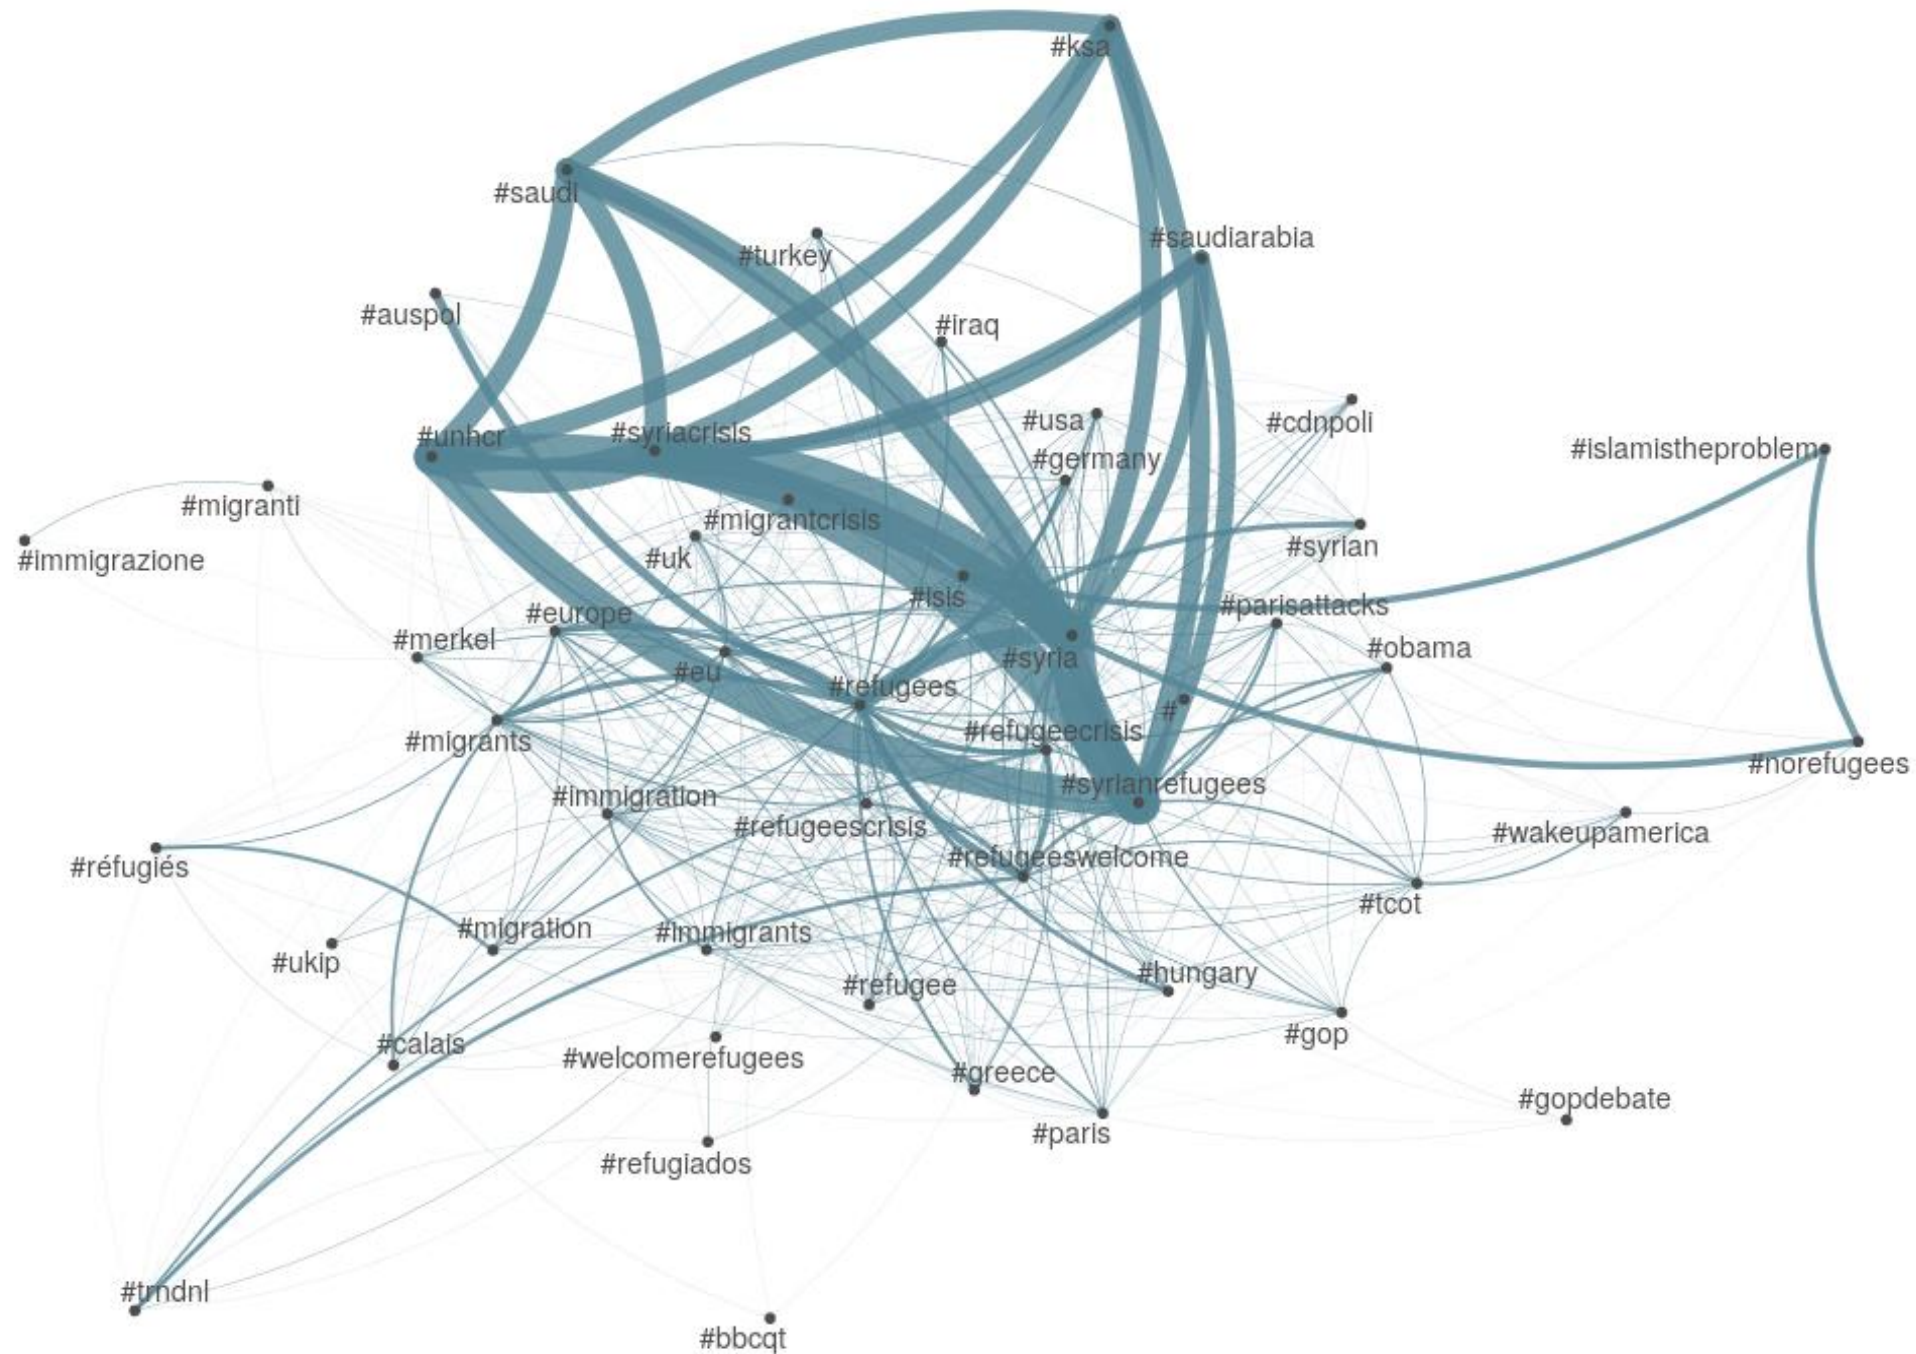 #ksa
#saudi
#saudiarabia
#turkey
#auspol
#iraq
#usa
#cdnpoli
#unhcr
#syriacrisis
#germany
#islamistheproblem
#migranti
#migrantcrisis
#syrian
#immigrazione
#uk
#isis
#parisattacks
#europe
#merkel
#obama
#syria
#eu
#refugees
#
#refugeecrisis
#migrants
#norefugees
#syrianrefugees
#immigration
#refugeescrisis
#wakeupamerica
#réfugiés
#refugeeswelcome
#tcot
#migration
#immigrants
#ukip
#hungary
#refugee
#gop
#calais
#welcomerefugees
#greece
#gopdebate
#paris
#refugiados
#trndnl
#bbcqt